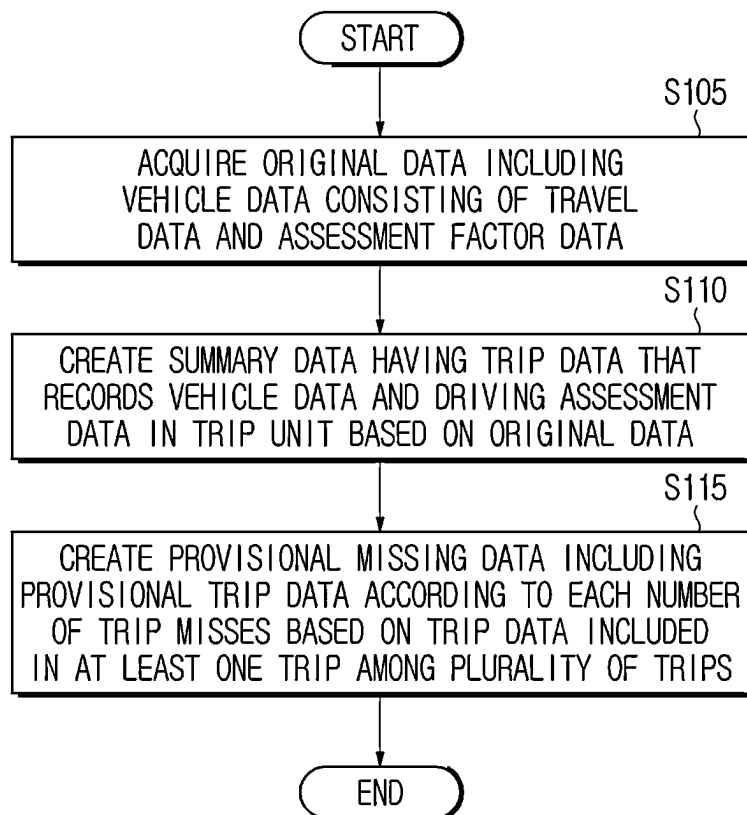 START
S105
ACQUIRE ORIGINAL DATA INCLUDING
VEHICLE DATA CONSISTING OF TRAVEL
DATA AND ASSESSMENT FACTOR DATA
S110
CREATE SUMMARY DATA HAVING TRIP DATA THAT
RECORDS VEHICLE DATA AND DRIVING ASSESSMENT
DATA IN TRIP UNIT BASED ON ORIGINAL DATA
S115
CREATE PROVISIONAL MISSING DATA INCLUDING
PROVISIONAL TRIP DATA ACCORDING TO EACH NUMBER
OF TRIP MISSES BASED ON TRIP DATA INCLUDED
IN AT LEAST ONE TRIP AMONG PLURALITY OF TRIPS
END